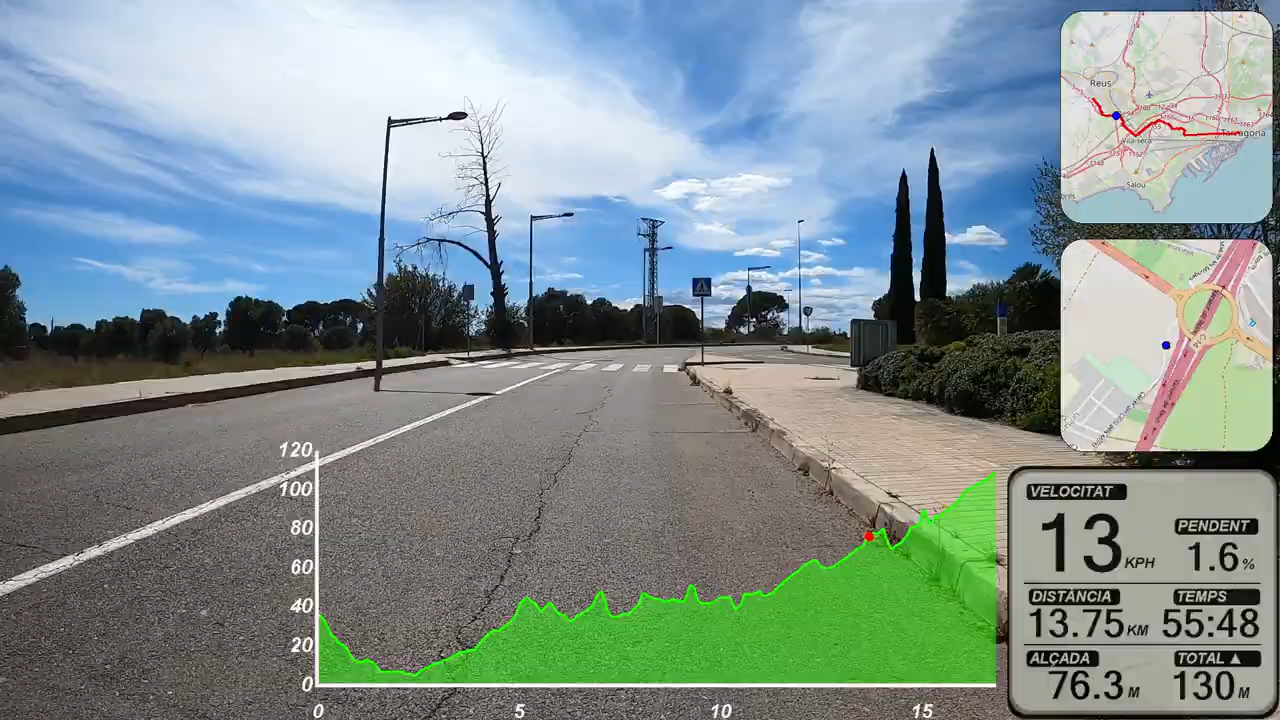 Reus
Vila-seca
Tarragona
Salou
120
100
80
60
40
20
0
0
5
10
15
VELOCITAT
13 KPH
PENDENT
1.6 %
DISTÀNCIA
13.75 KM
TEMPS
55:48
ALÇADA
76.3 M
TOTAL ▲
130 M